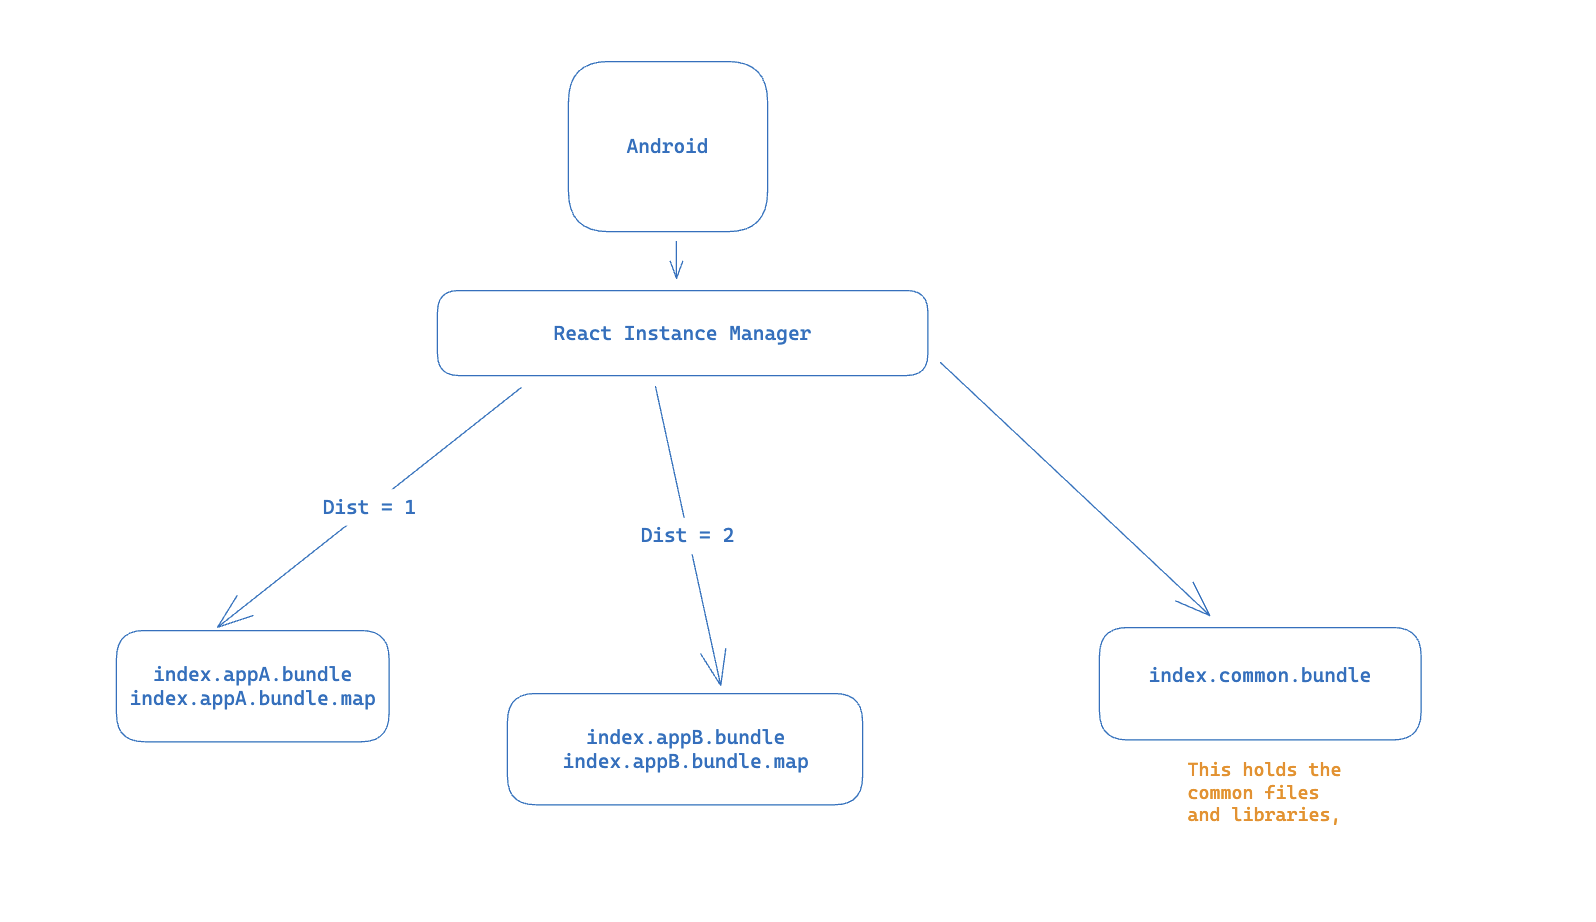 Android
React Instance Manager
Dist = 1
Dist = 2
index.appA.bundle
index.appA.bundle.map
index.appB.bundle
index.appB.bundle.map
index.common.bundle
This holds the
common files
and libraries,